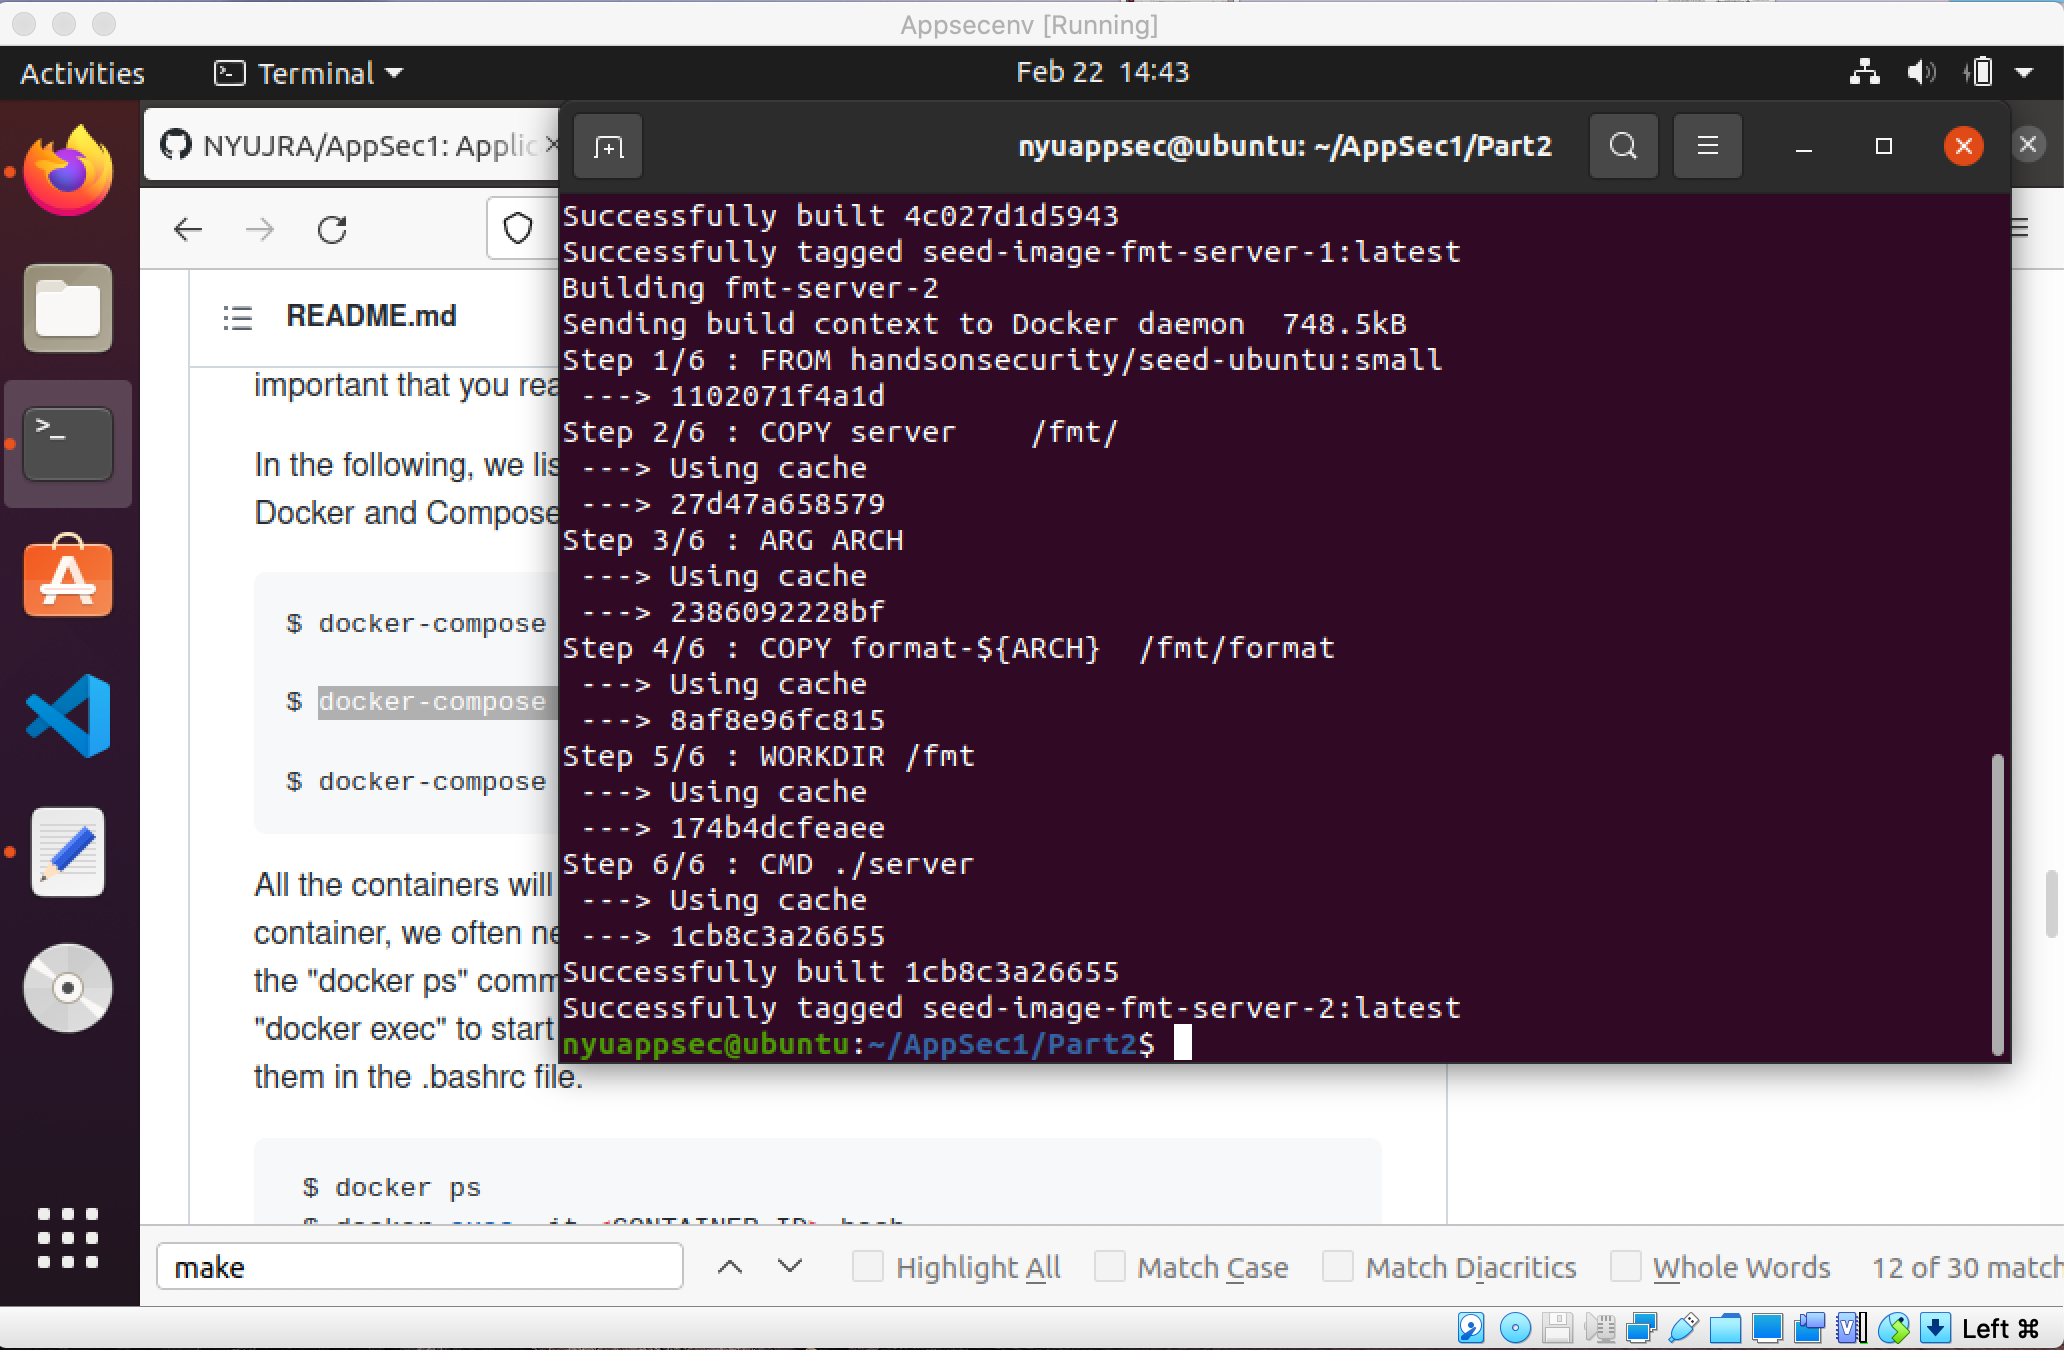 Appsecenv [Running]
Activities
Terminal
Feb 22 14:43
NYUJRA/AppSec1: Applic
nyuappsec@ubuntu: ~/AppSec1/Part2
README.md
important that you rea
In the following, we lis
Docker and Compose
$ docker-compose
$ docker-compose
$ docker-compose
All the containers will
container, we often ne
the "docker ps" comm
"docker exec" to start
them in the .bashrc file.
$ docker ps
$ docker exec -it <CONTAINER ID> bash
Successfully built 4c027d1d5943
Successfully tagged seed-image-fmt-server-1:latest
Building fmt-server-2
Sending build context to Docker daemon  748.5kB
Step 1/6 : FROM handsonsecurity/seed-ubuntu:small
 ---> 1102071f4a1d
Step 2/6 : COPY server    /fmt/
 ---> Using cache
 ---> 27d47a658579
Step 3/6 : ARG ARCH
 ---> Using cache
 ---> 2386092228bf
Step 4/6 : COPY format-${ARCH}  /fmt/format
 ---> Using cache
 ---> 8af8e96fc815
Step 5/6 : WORKDIR /fmt
 ---> Using cache
 ---> 174b4dcfeaee
Step 6/6 : CMD ./server
 ---> Using cache
 ---> 1cb8c3a26655
Successfully built 1cb8c3a26655
Successfully tagged seed-image-fmt-server-2:latest
nyuappsec@ubuntu:~/AppSec1/Part2$
make
Highlight All
Match Case
Match Diacritics
Whole Words
12 of 30 match
Left ⌘